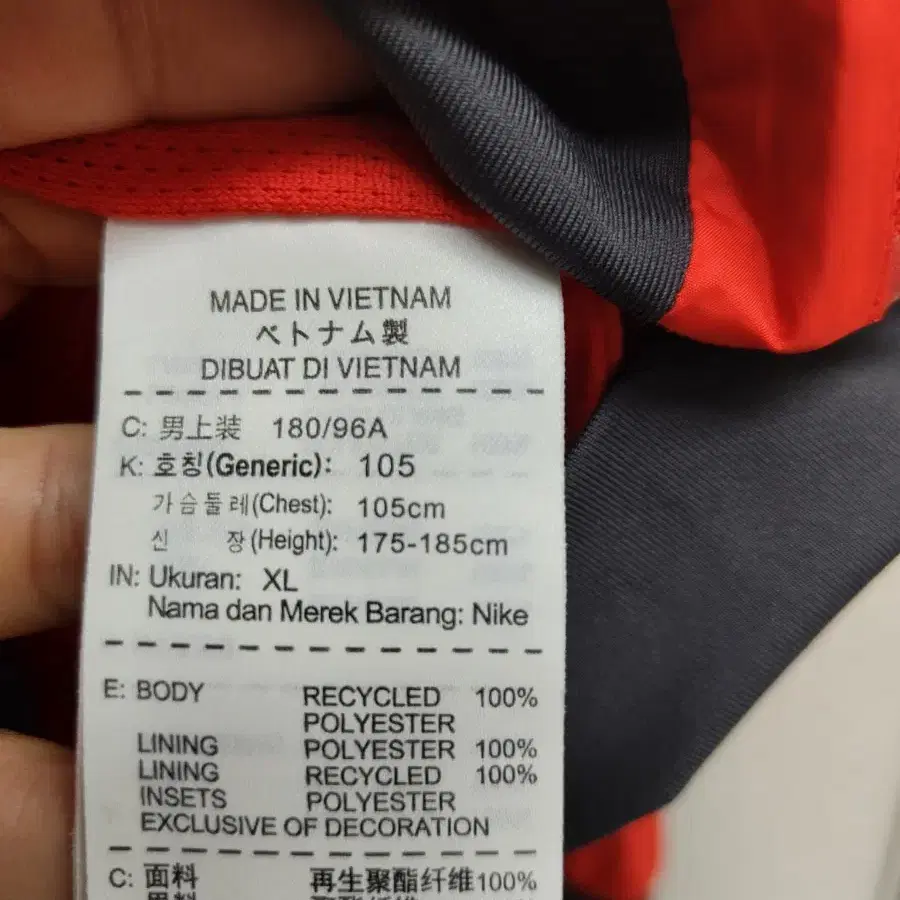 MADE IN VIETNAM
ベトナム製
DIBUAT DI VIETNAM
C: 男上装 180/96A
K: 호칭(Generic): 105
가슴둘레(Chest): 105cm
신 장(Height): 175-185cm
IN: Ukuran: XL
Nama dan Merek Barang: Nike
E: BODY RECYCLED 100%
POLYESTER
LINING POLYESTER 100%
LINING RECYCLED 100%
INSETS POLYESTER
EXCLUSIVE OF DECORATION
C: 面料 再生聚酯纤维100%